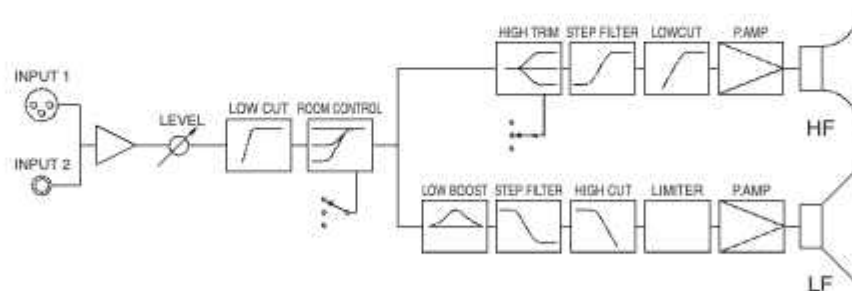 HIGH TRIM STEP FILTER LOWCUT P.AMP
INPUT 1
LEVEL
LOW CUT ROOM CONTROL
HF
INPUT 2
LOW BOOST STEP FILTER HIGH CUT LIMITER P.AMP
LF